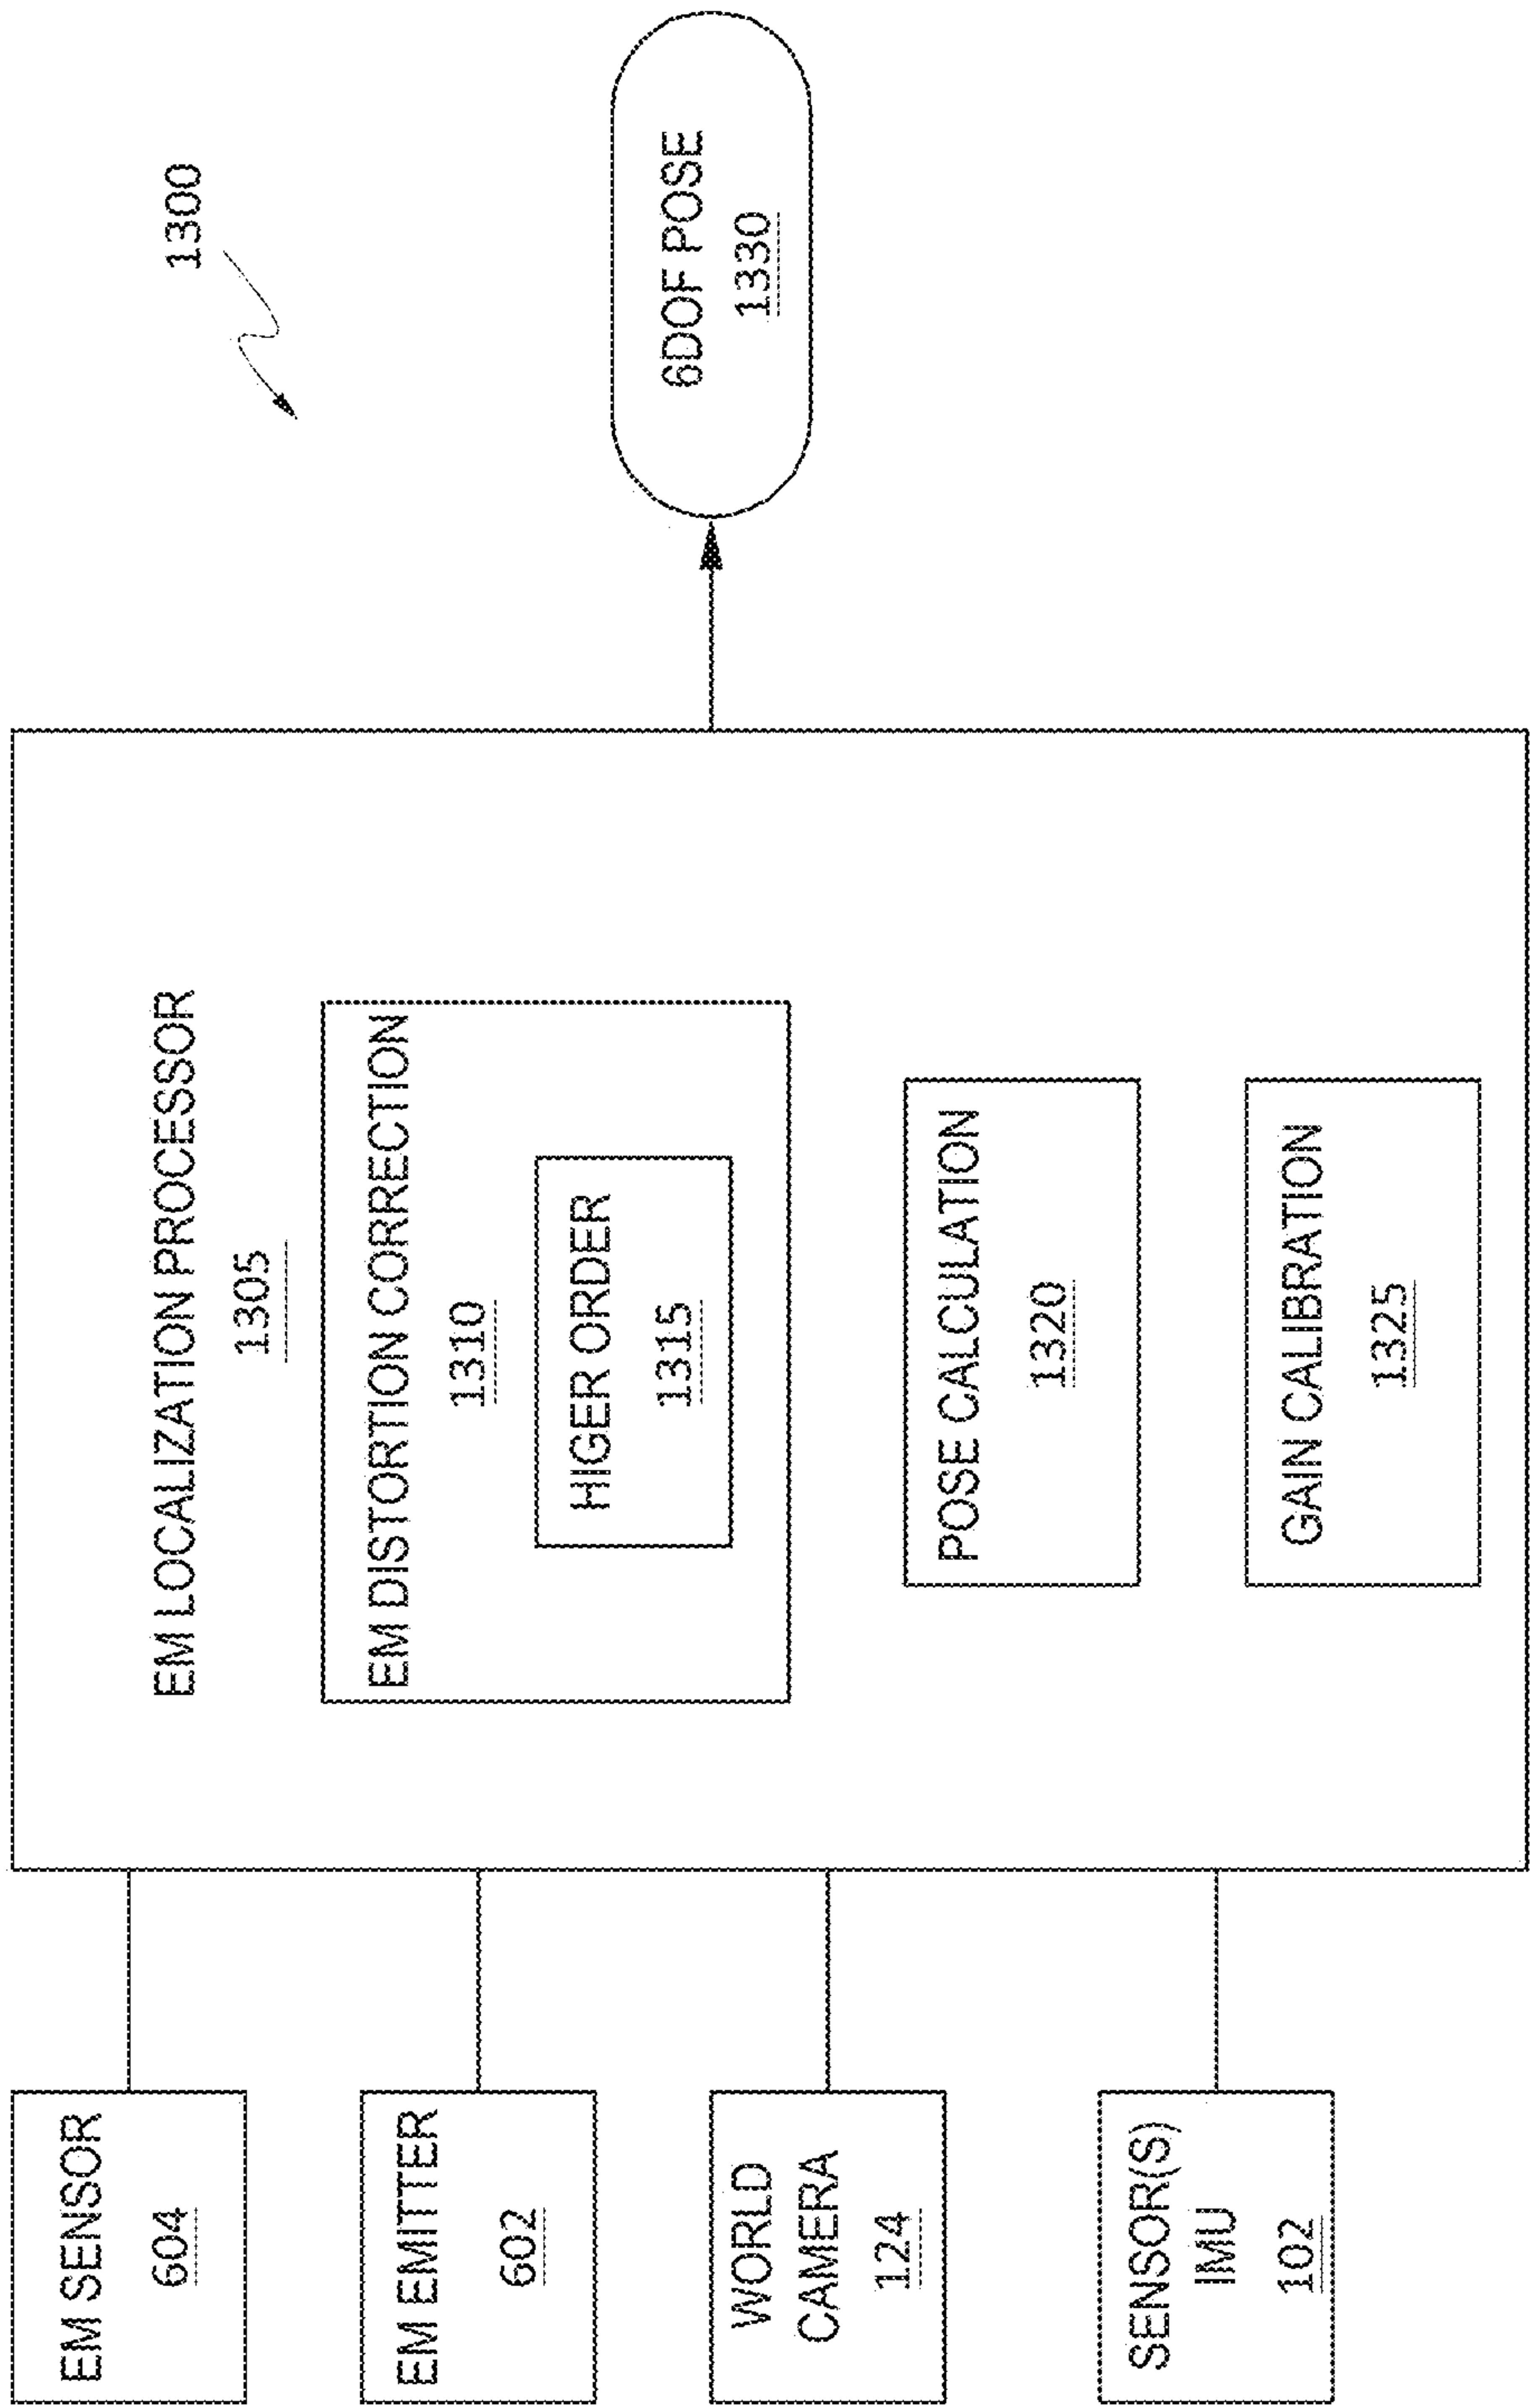 1300
EM SENSOR
604
EM EMITTER
602
WORLD
CAMERA
124
SENSOR(S)
IMU
102
EM LOCALIZATION PROCESSOR
1305
EM DISTORTION CORRECTION
1310
HIGER ORDER
1315
POSE CALCULATION
1320
GAIN CALIBRATION
1325
6DOF POSE
1330